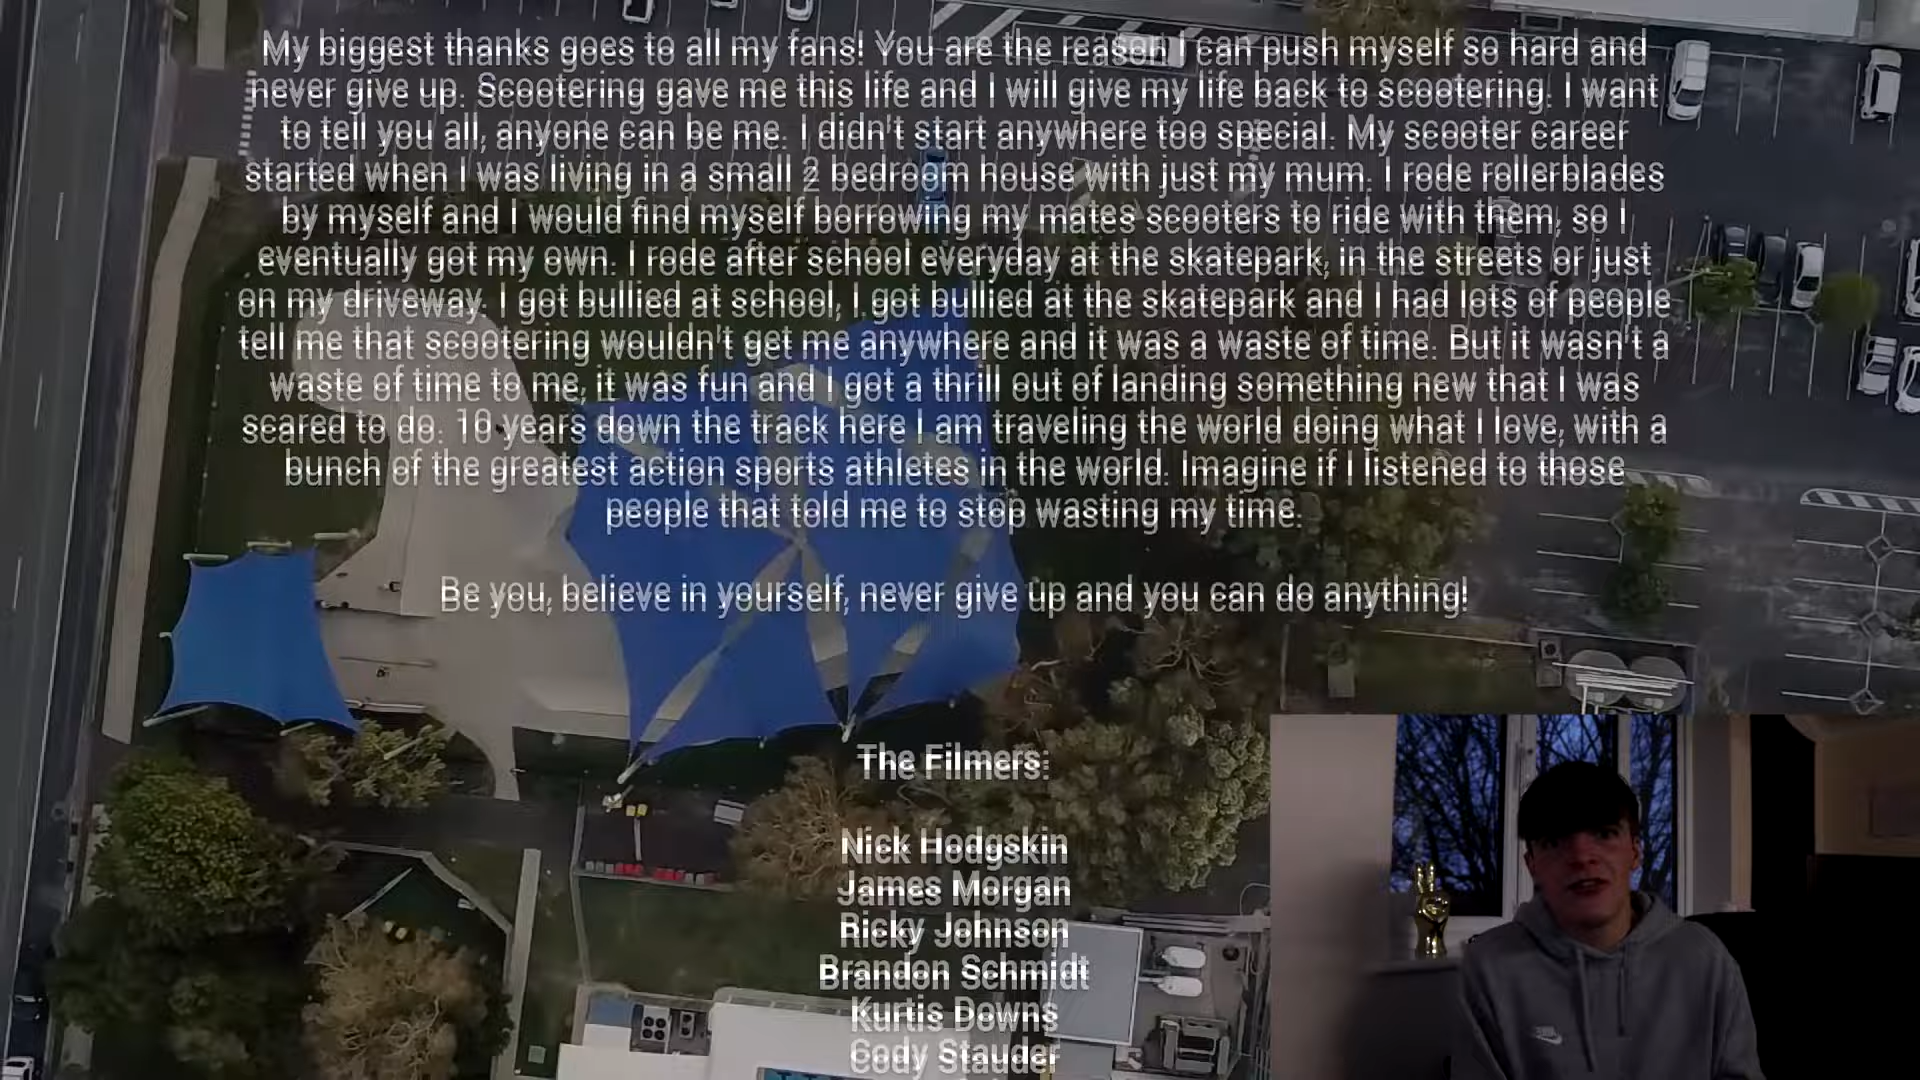 My biggest thanks goes to all my fans! You are the reason I can push myself so hard and
never give up. Scootering gave me this life and I will give my life back to scootering. I want
to tell you all, anyone can be me. I didn't start anywhere too special. My scooter career
started when I was living in a small 2 bedroom house with just my mum. I rode rollerblades
by myself and I would find myself borrowing my mates scooters to ride with them, so I
eventually got my own. I rode after school everyday at the skatepark, in the streets or just
on my driveway. I got bullied at school, I got bullied at the skatepark and I had lots of people
tell me that scootering wouldn't get me anywhere and it was a waste of time. But it wasn't a
waste of time to me, it was fun and I got a thrill out of landing something new that I was
scared to do. 10 years down the track here I am traveling the world doing what I love, with a
bunch of the greatest action sports athletes in the world. Imagine if I listened to those
people that told me to stop wasting my time.
Be you, believe in yourself, never give up and you can do anything!
The Filmers:
Nick Hodgskin
James Morgan
Ricky Johnson
Brandon Schmidt
Kurtis Downs
Cody Stauder